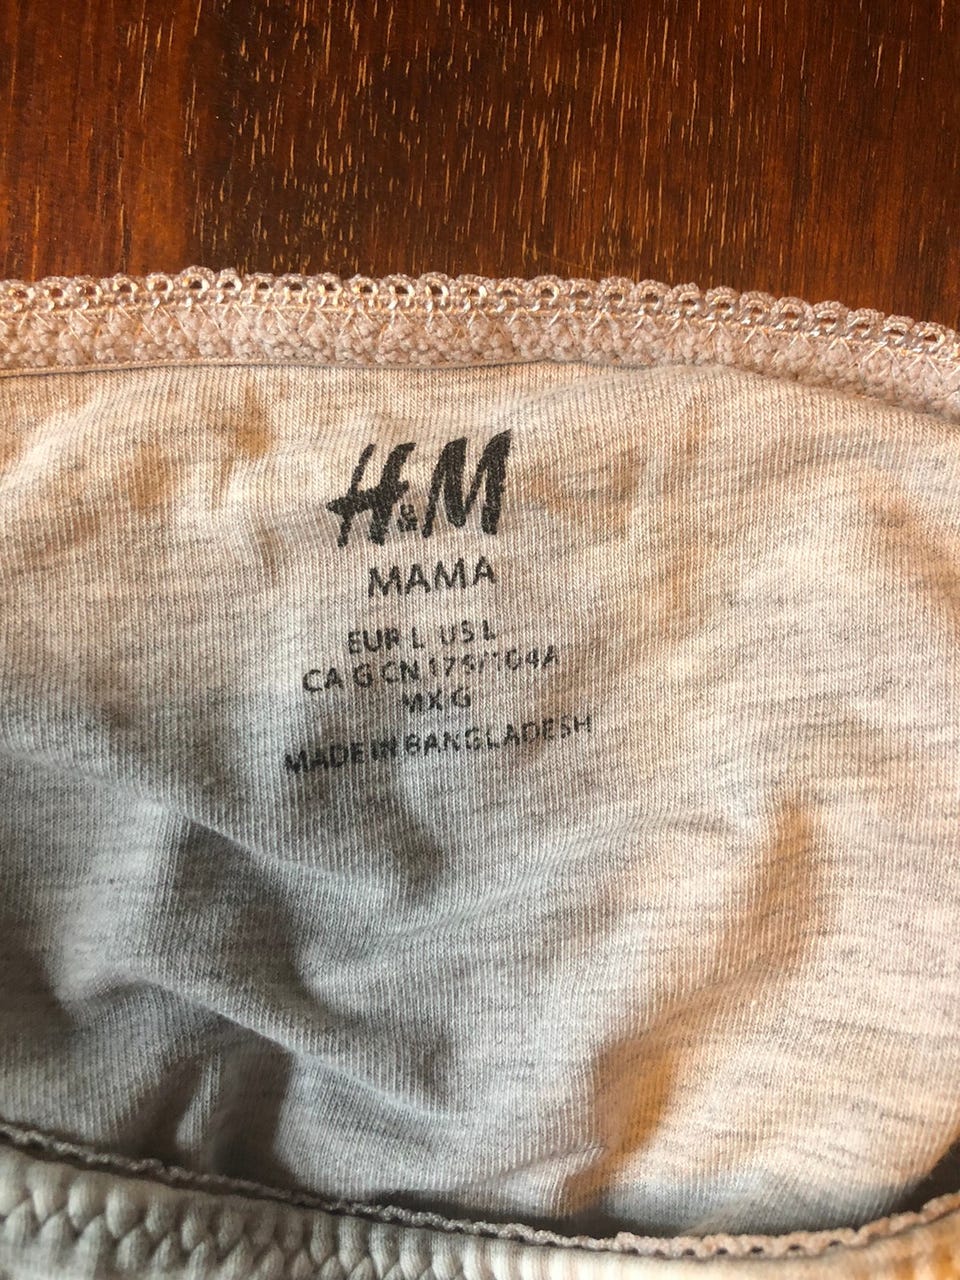 H&M
MAMA
EUR L US L
CA G CN 175/104A
MX G
MADE IN BANGLADESH